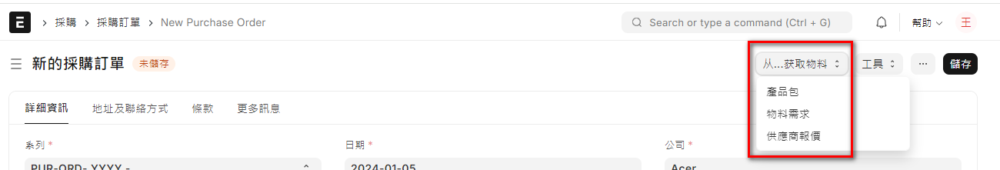 E > 採購 > 採購訂單 > New Purchase Order Search or type a command (Ctrl + G) 幫助 王
新的採購訂單 未儲存 从...获取物料 工具 ... 儲存
產品包
詳細資訊 地址及聯絡方式 條款 更多訊息
物料需求
供應商報價
系列 * 日期 * 公司 *
PUR-ORD-.YYYY.- 2024-01-05 Acer